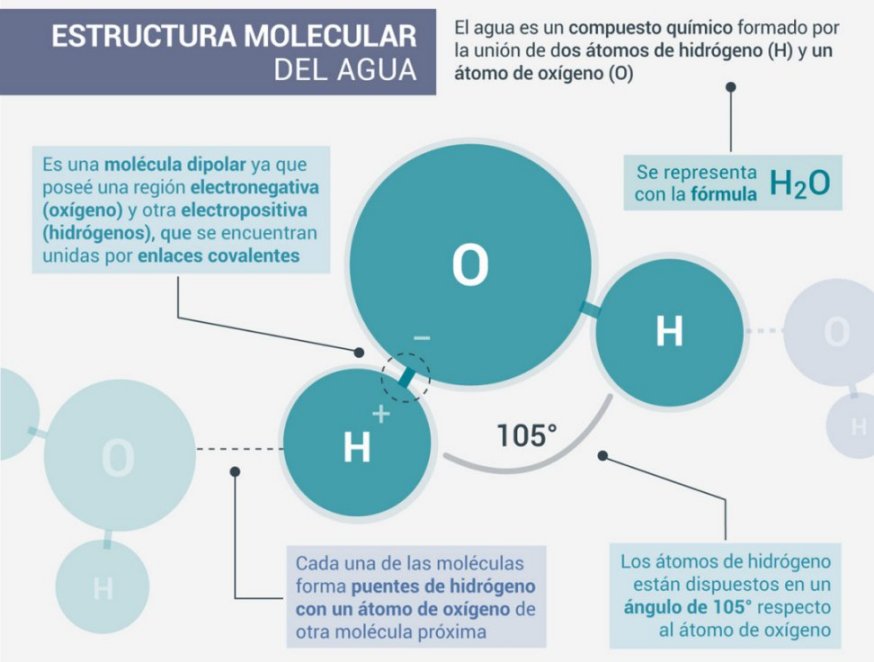 ESTRUCTURA MOLECULAR
DEL AGUA
El agua es un compuesto químico formado por
la unión de dos átomos de hidrógeno (H) y un
átomo de oxígeno (O)
Es una molécula dipolar ya que
poseé una región electronegativa
(oxígeno) y otra electropositiva
(hidrógenos), que se encuentran
unidas por enlaces covalentes
Se representa
con la fórmula H₂O
O
H
O
H
−
+
H
105°
O
H
Cada una de las moléculas
forma puentes de hidrógeno
con un átomo de oxígeno de
otra molécula próxima
Los átomos de hidrógeno
están dispuestos en un
ángulo de 105° respecto
al átomo de oxígeno